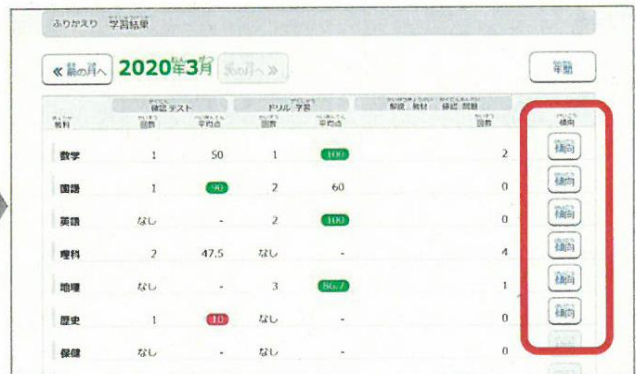 ふりかえり 学習結果
≪ 前の月へ 2020年3月 次の月へ ≫ 年間
確認テスト ドリル学習 解説教材 確認問題
教科 回数 平均点 回数 平均点 回数 傾向
数学 1 50 1 100 2 傾向
国語 1 90 2 60 0 傾向
英語 なし - 2 100 0 傾向
理科 2 47.5 なし - 4 傾向
地理 なし - 3 86.7 1 傾向
歴史 1 10 なし - 0 傾向
保健 なし - なし - 0